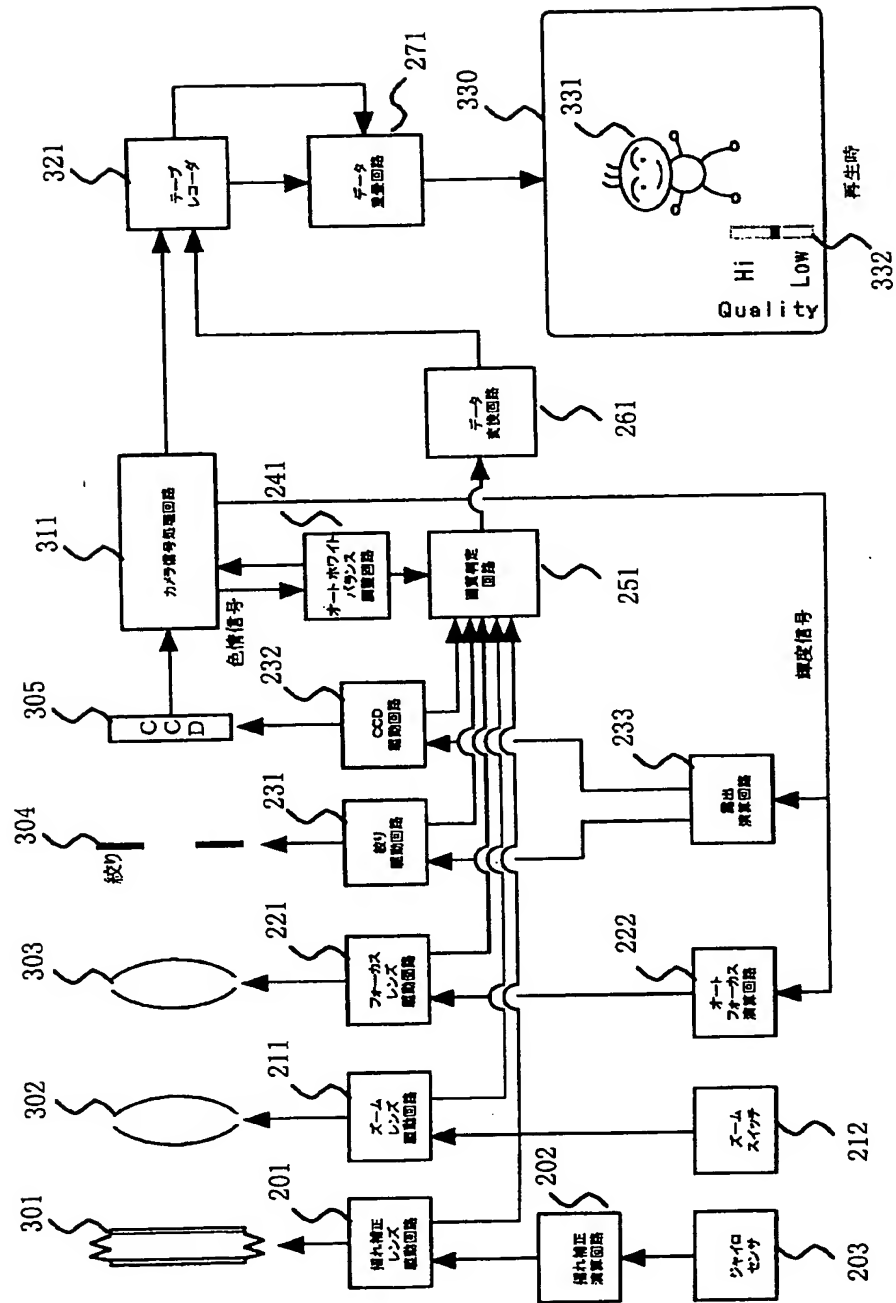 301
302
303
304
絞り
305
CCD
311
カメラ信号処理回路
321
テープ
レコーダ
色情信号
241
オートホワイト
バランス
調整回路
271
データ
重畳回路
201
揺れ補正
レンズ
駆動回路
211
ズーム
レンズ
駆動回路
221
フォーカス
レンズ
駆動回路
231
絞り
駆動回路
232
CCD
駆動回路
画質判定
回路
251
データ
変換回路
261
330
331
Hi
Low
Quality
332
再生時
202
揺れ補正
演算回路
222
オート
フォーカス
演算回路
233
露出
演算回路
輝度信号
ジャイロ
センサ
203
ズーム
スイッチ
212